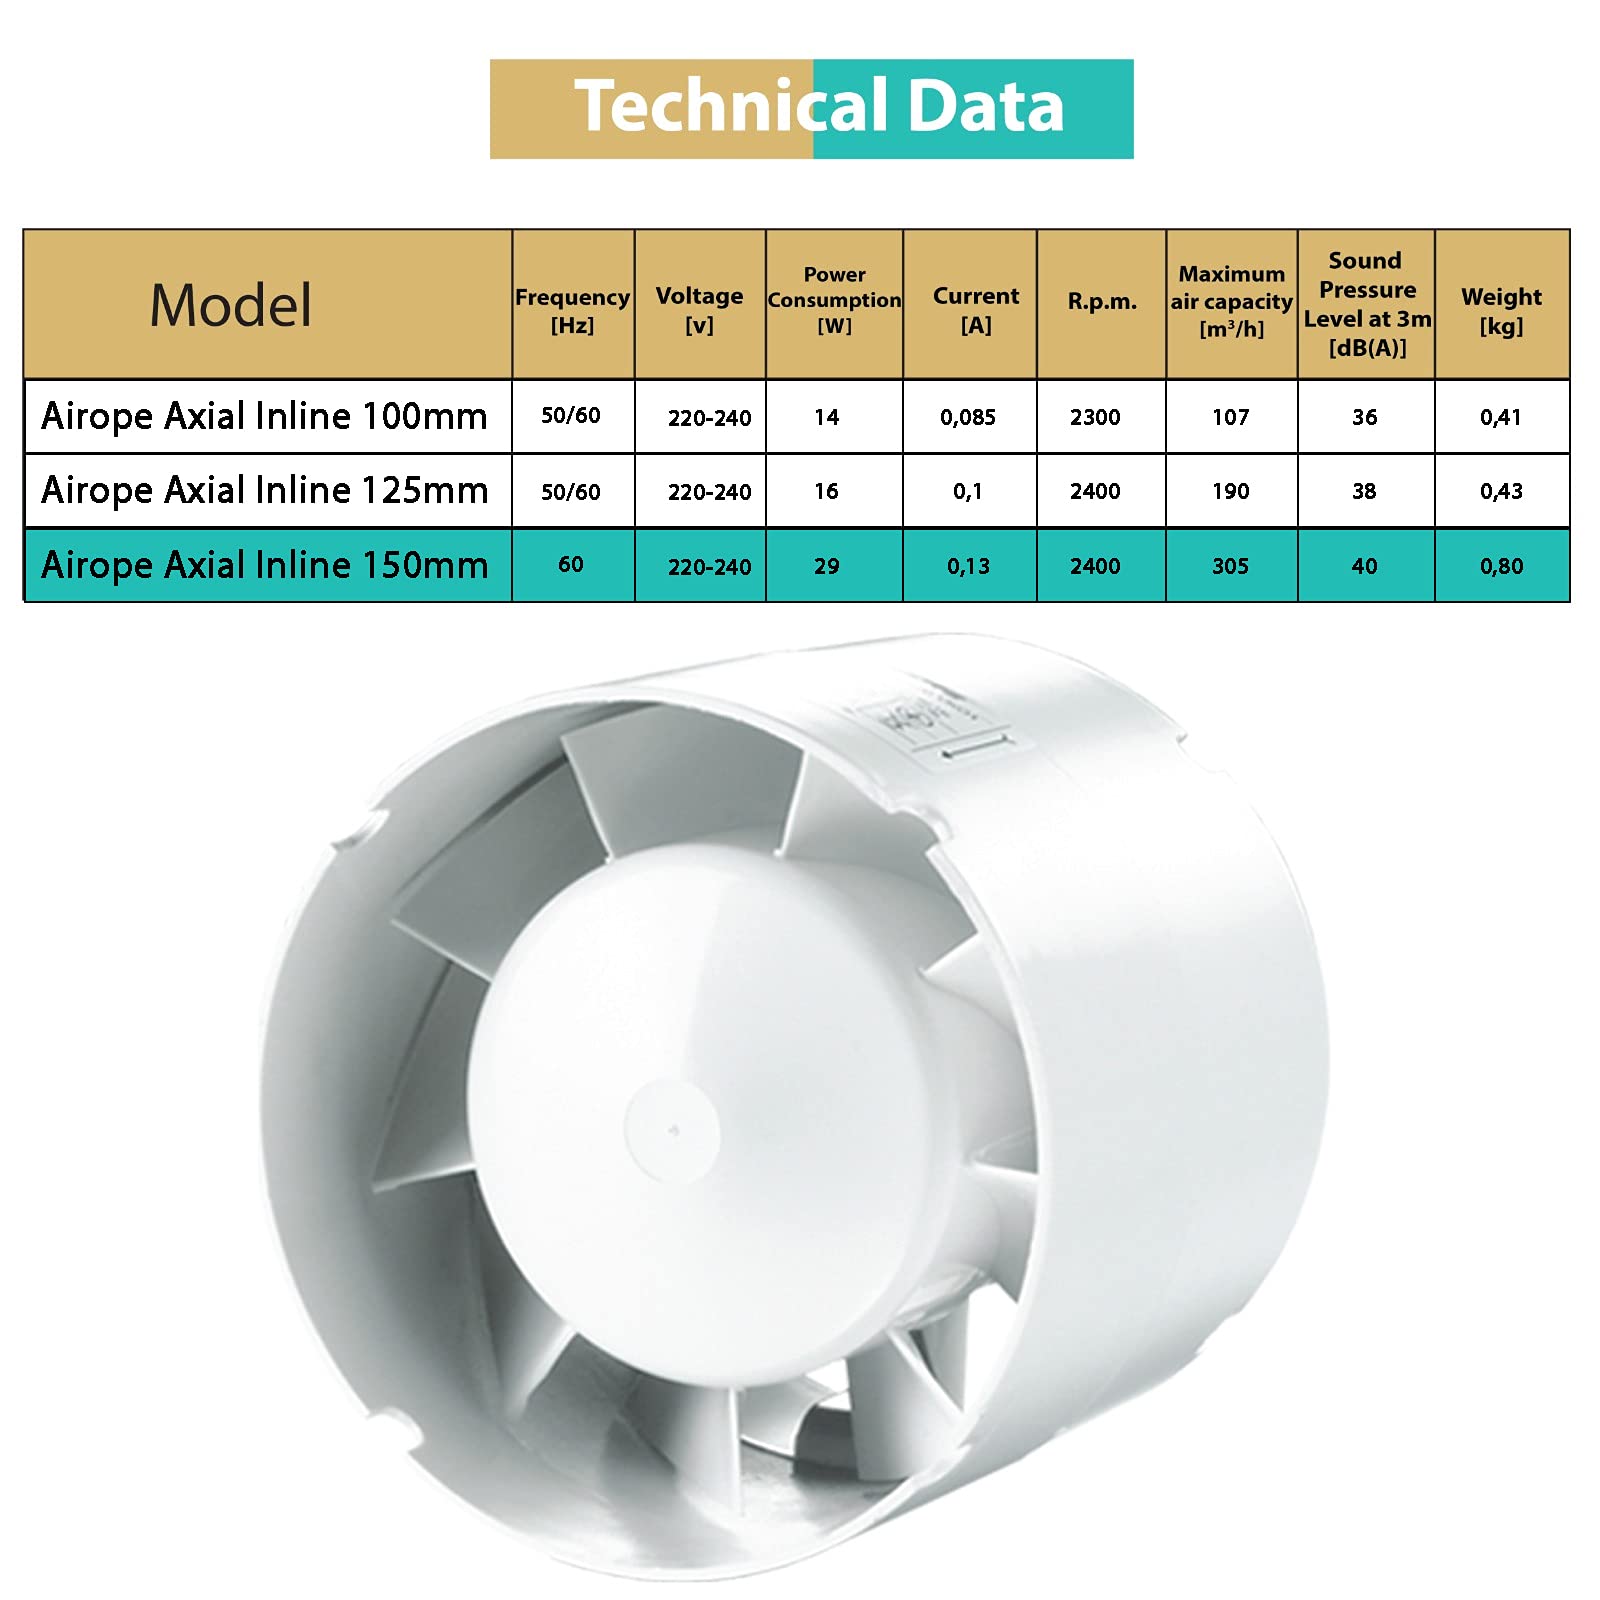 Technical Data
Model
Frequency
[Hz]
Voltage
[v]
Power
Consumption
[W]
Current
[A]
R.p.m.
Maximum
air capacity
[m³/h]
Sound
Pressure
Level at 3m
[dB(A)]
Weight
[kg]
Airope Axial Inline 100mm 50/60 220-240 14 0,085 2300 107 36 0,41
Airope Axial Inline 125mm 50/60 220-240 16 0,1 2400 190 38 0,43
Airope Axial Inline 150mm 60 220-240 29 0,13 2400 305 40 0,80